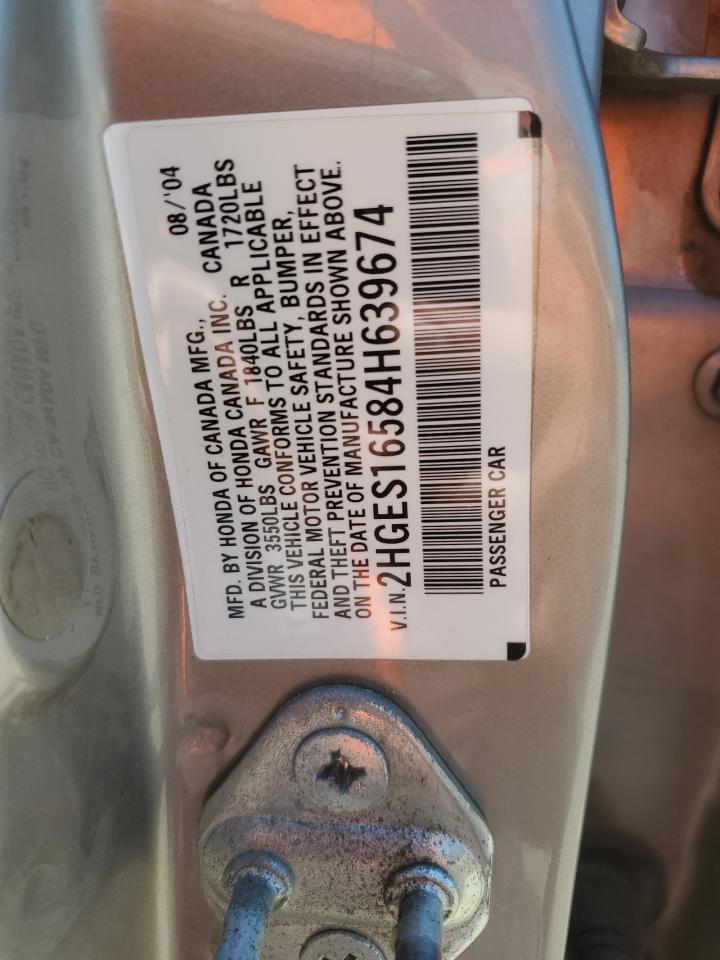 08/'04
MFD. BY HONDA OF CANADA MFG.,
A DIVISION OF HONDA CANADA INC. CANADA
GVWR 3550LBS GAWR F 1840LBS R 1720LBS
THIS VEHICLE CONFORMS TO ALL APPLICABLE
FEDERAL MOTOR VEHICLE SAFETY, BUMPER,
AND THEFT PREVENTION STANDARDS IN EFFECT
ON THE DATE OF MANUFACTURE SHOWN ABOVE.
V.I.N. 2HGES16584H639674
PASSENGER CAR